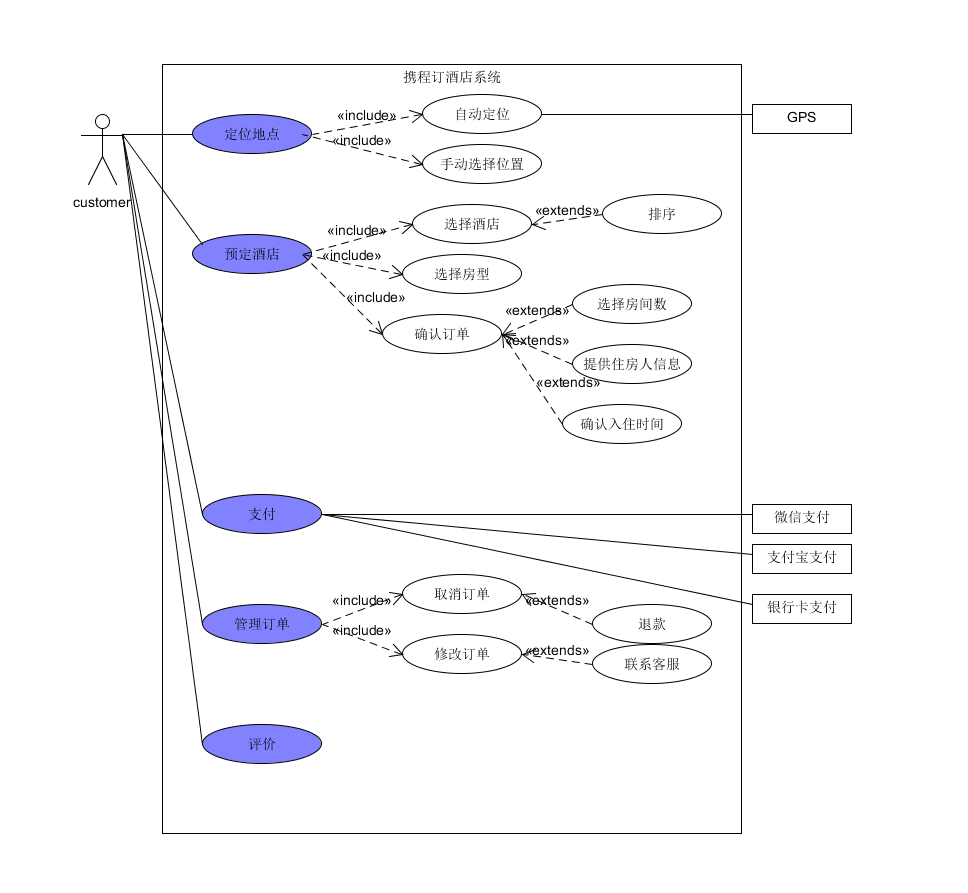 携程订酒店系统
customer
定位地点
«include»
自动定位
GPS
«include»
手动选择位置
预定酒店
«include»
选择酒店
«extends»
排序
«include»
选择房型
«include»
确认订单
«extends»
选择房间数
«extends»
提供住房人信息
«extends»
确认入住时间
支付
微信支付
支付宝支付
银行卡支付
管理订单
«include»
取消订单
«extends»
退款
«include»
修改订单
«extends»
联系客服
评价